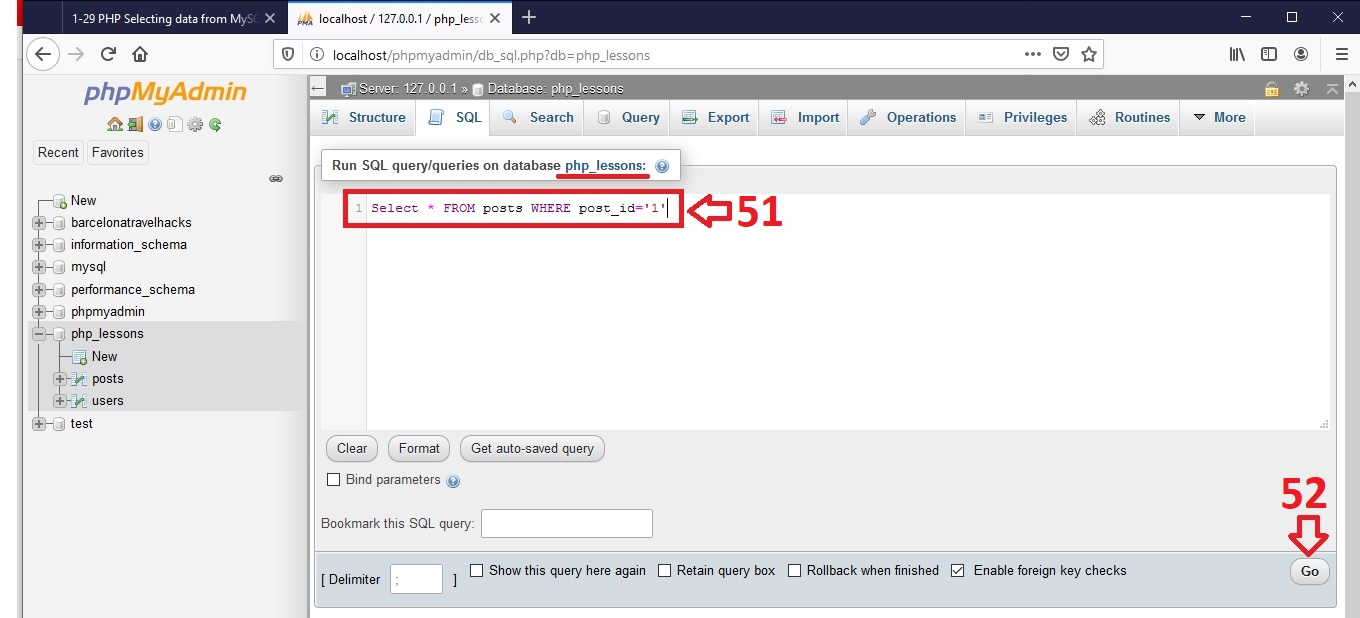 1-29 PHP Selecting data from MyS
localhost / 127.0.0.1 / php_less
localhost/phpmyadmin/db_sql.php?db=php_lessons
phpMyAdmin
Recent
Favorites
New
barcelonatravelhacks
information_schema
mysql
performance_schema
phpmyadmin
php_lessons
New
posts
users
test
Server: 127.0.0.1 » Database: php_lessons
Structure
SQL
Search
Query
Export
Import
Operations
Privileges
Routines
More
Run SQL query/queries on database php_lessons:
1 Select * FROM posts WHERE post_id='1'
51
Clear
Format
Get auto-saved query
Bind parameters
Bookmark this SQL query:
52
[ Delimiter ; ]
Show this query here again
Retain query box
Rollback when finished
Enable foreign key checks
Go